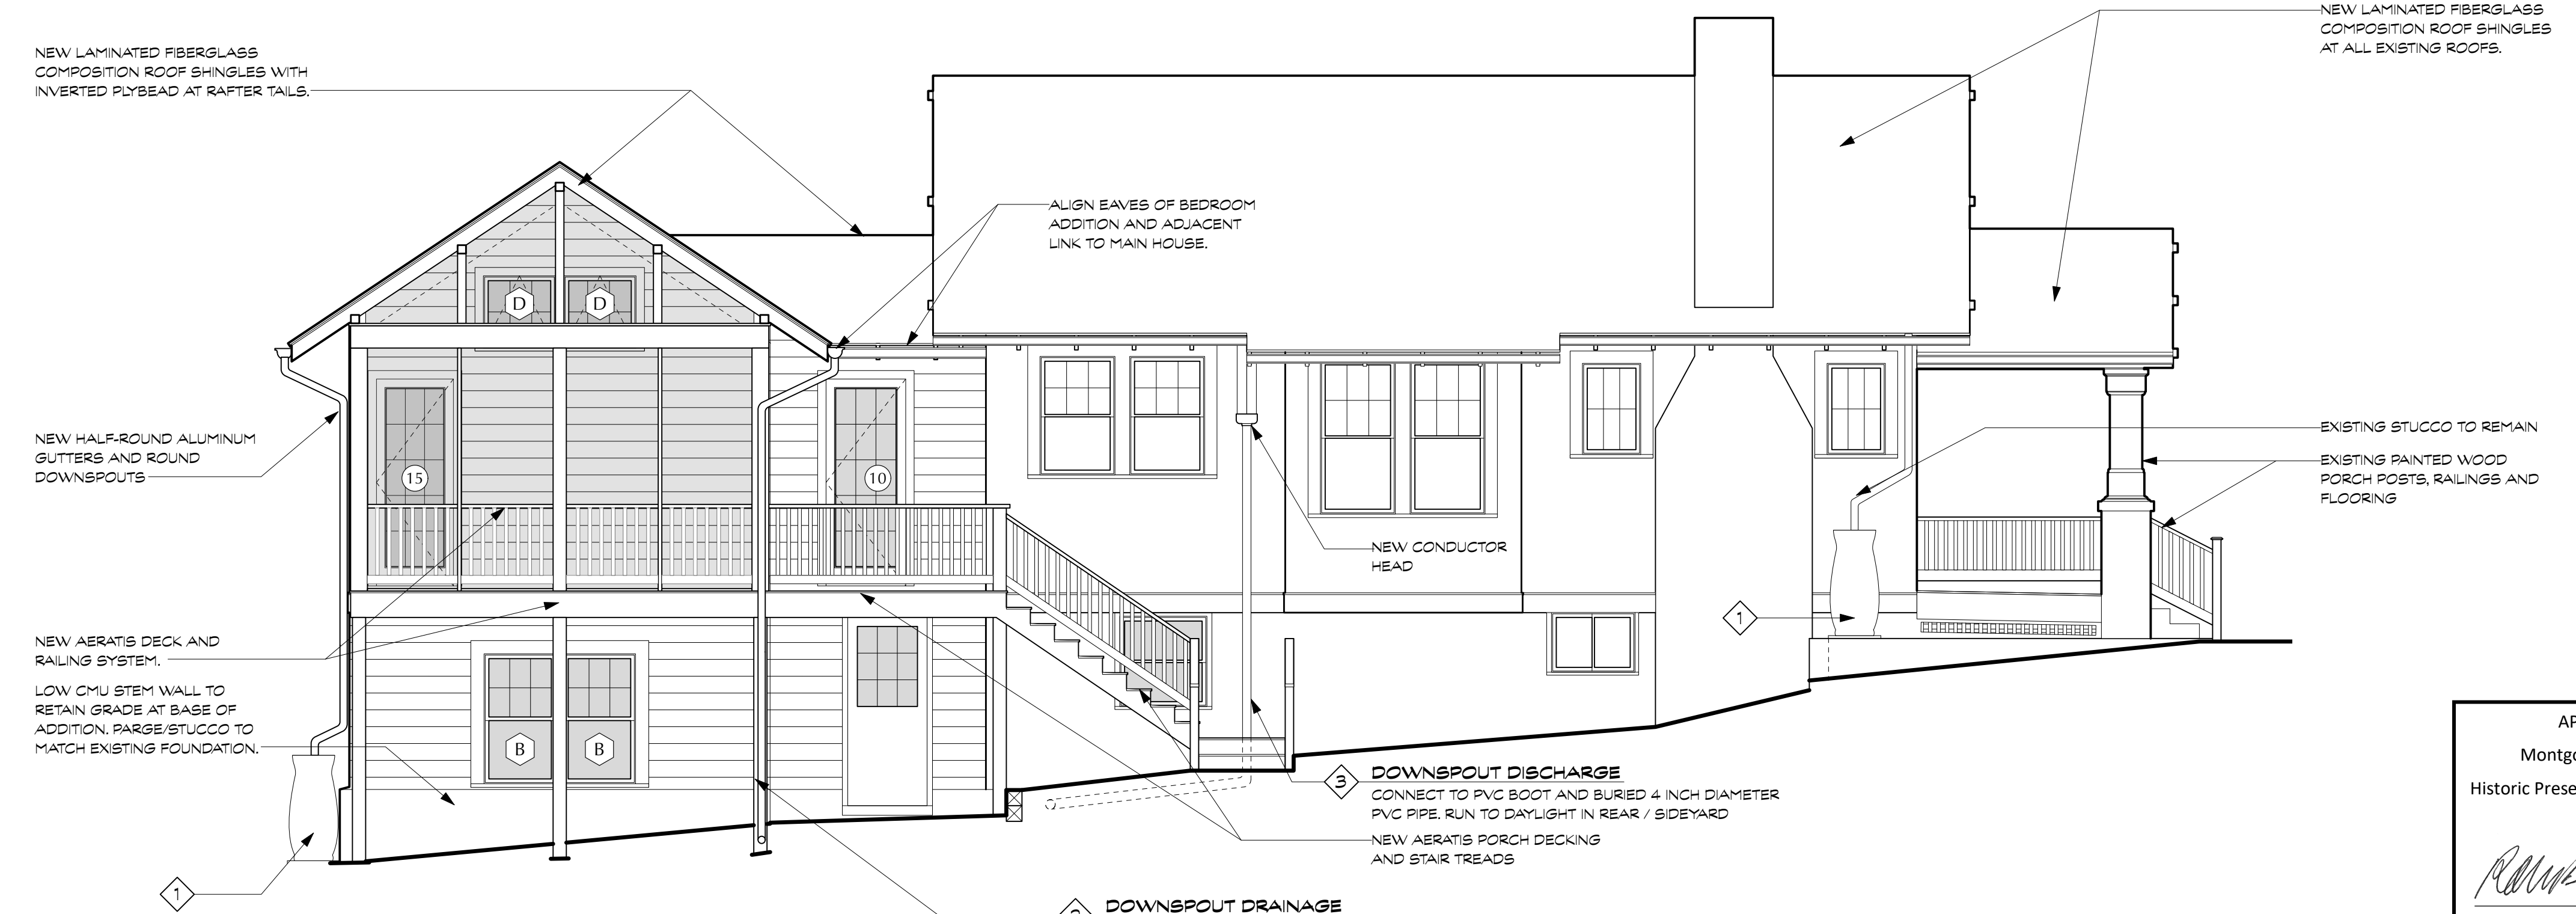 NEW LAMINATED FIBERGLASS
COMPOSITION ROOF SHINGLES WITH
INVERTED PLYBEAD AT RAFTER TAILS.
NEW LAMINATED FIBERGLASS
COMPOSITION ROOF SHINGLES
AT ALL EXISTING ROOFS.
ALIGN EAVES OF BEDROOM
ADDITION AND ADJACENT
LINK TO MAIN HOUSE.
D
D
NEW HALF-ROUND ALUMINUM
GUTTERS AND ROUND
DOWNSPOUTS
15
10
EXISTING STUCCO TO REMAIN
EXISTING PAINTED WOOD
PORCH POSTS, RAILINGS AND
FLOORING
NEW CONDUCTOR
HEAD
1
NEW AERATIS DECK AND
RAILING SYSTEM.
LOW CMU STEM WALL TO
RETAIN GRADE AT BASE OF
ADDITION. PARGE/STUCCO TO
MATCH EXISTING FOUNDATION.
B
B
3
DOWNSPOUT DISCHARGE
CONNECT TO PVC BOOT AND BURIED 4 INCH DIAMETER
PVC PIPE. RUN TO DAYLIGHT IN REAR / SIDEYARD
NEW AERATIS PORCH DECKING
AND STAIR TREADS
1
DOWNSPOUT DRAINAGE
AP
Montgo
Historic Prese